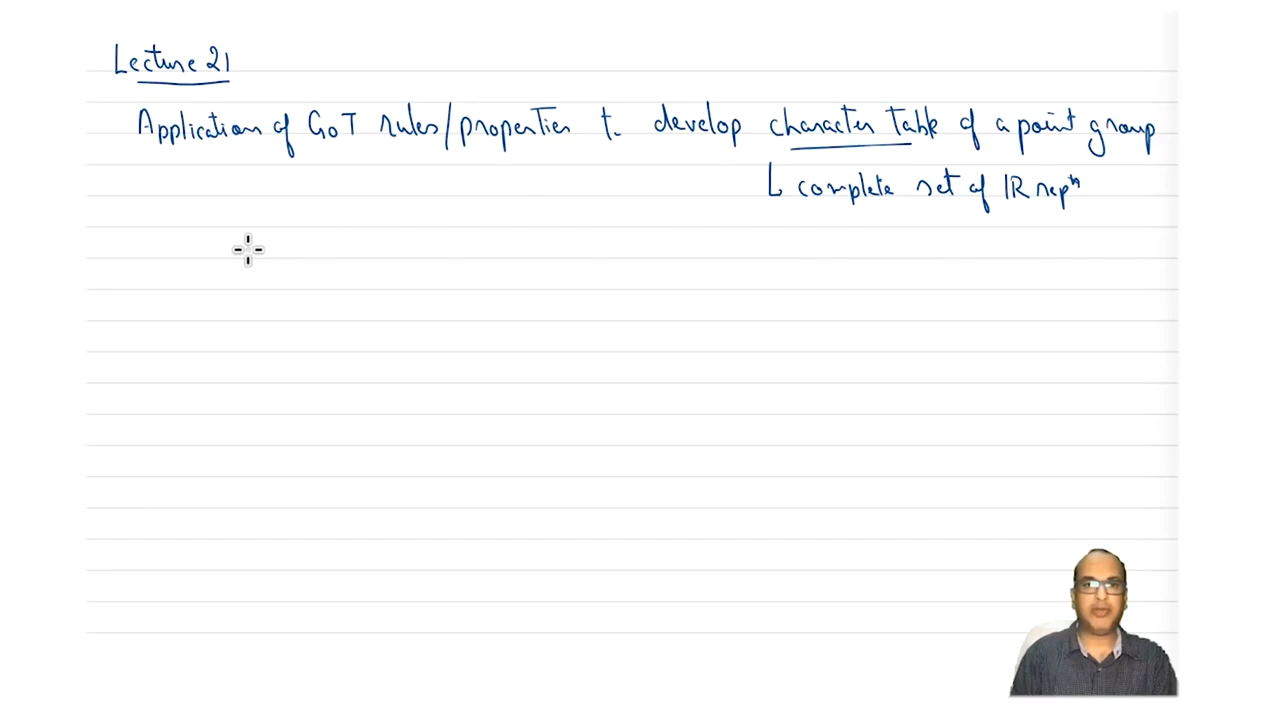 Lecture 21
Application of GOT rules/properties to develop character table of a point group
↳ complete set of IR repⁿ